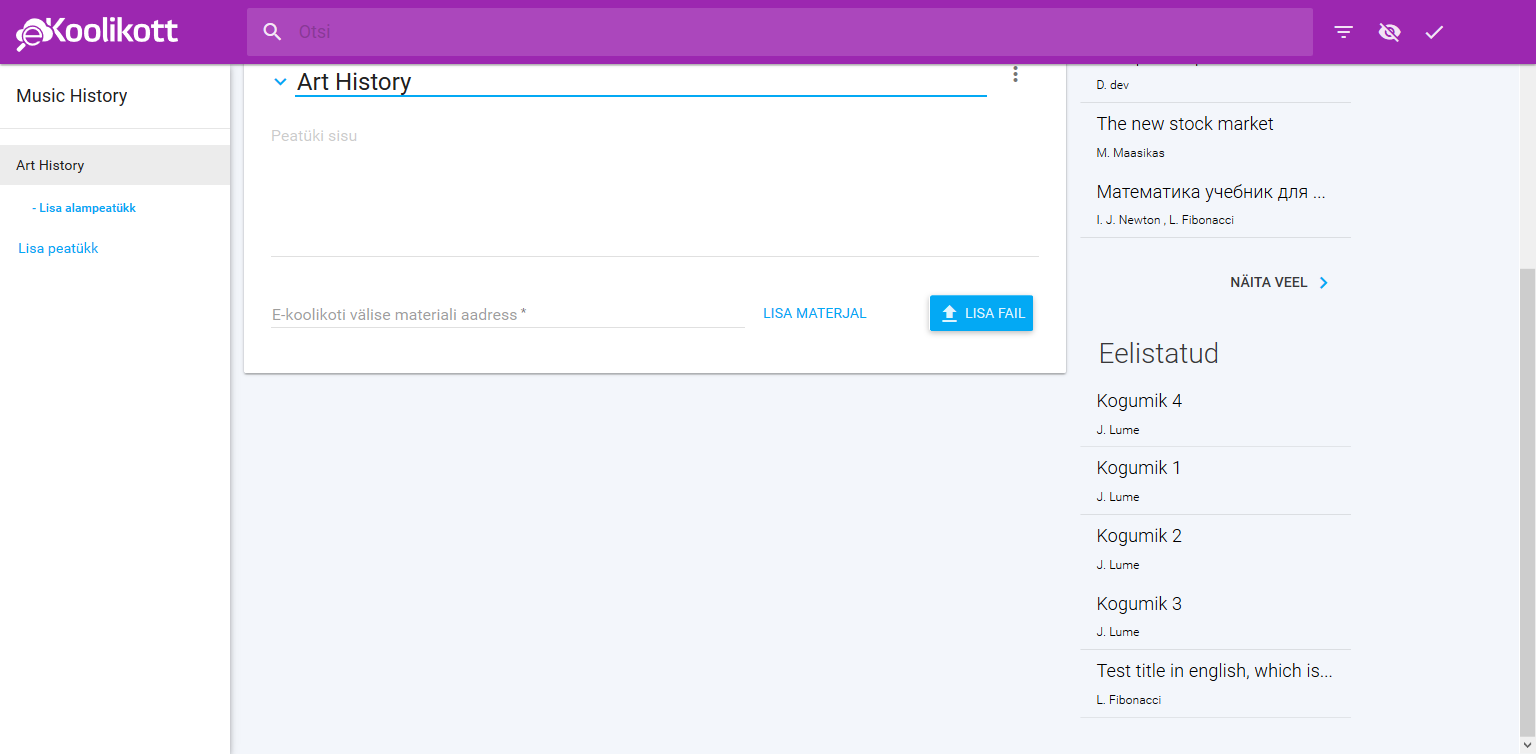 eKoolikott
Otsi
Music History
Art History
- Lisa alampeatükk
Lisa peatükk
Art History
Peatüki sisu
E-koolikoti välise materiali aadress *
LISA MATERJAL
LISA FAIL
D. dev
The new stock market
M. Maasikas
Математика учебник для ...
I. J. Newton , L. Fibonacci
NÄITA VEEL
Eelistatud
Kogumik 4
J. Lume
Kogumik 1
J. Lume
Kogumik 2
J. Lume
Kogumik 3
J. Lume
Test title in english, which is...
L. Fibonacci